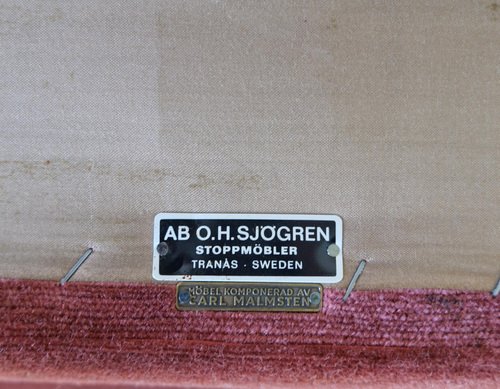 AB O.H.SJÖGREN
STOPPMÖBLER
TRANÅS · SWEDEN
MÖBEL KOMPONERAD AV
CARL MALMSTEN